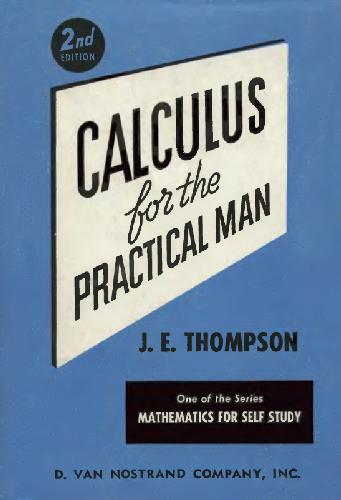 2nd
EDITION
CALCULUS
for the
PRACTICAL MAN
J. E. THOMPSON
One of the Series
MATHEMATICS FOR SELF STUDY
D. VAN NOSTRAND COMPANY, INC.